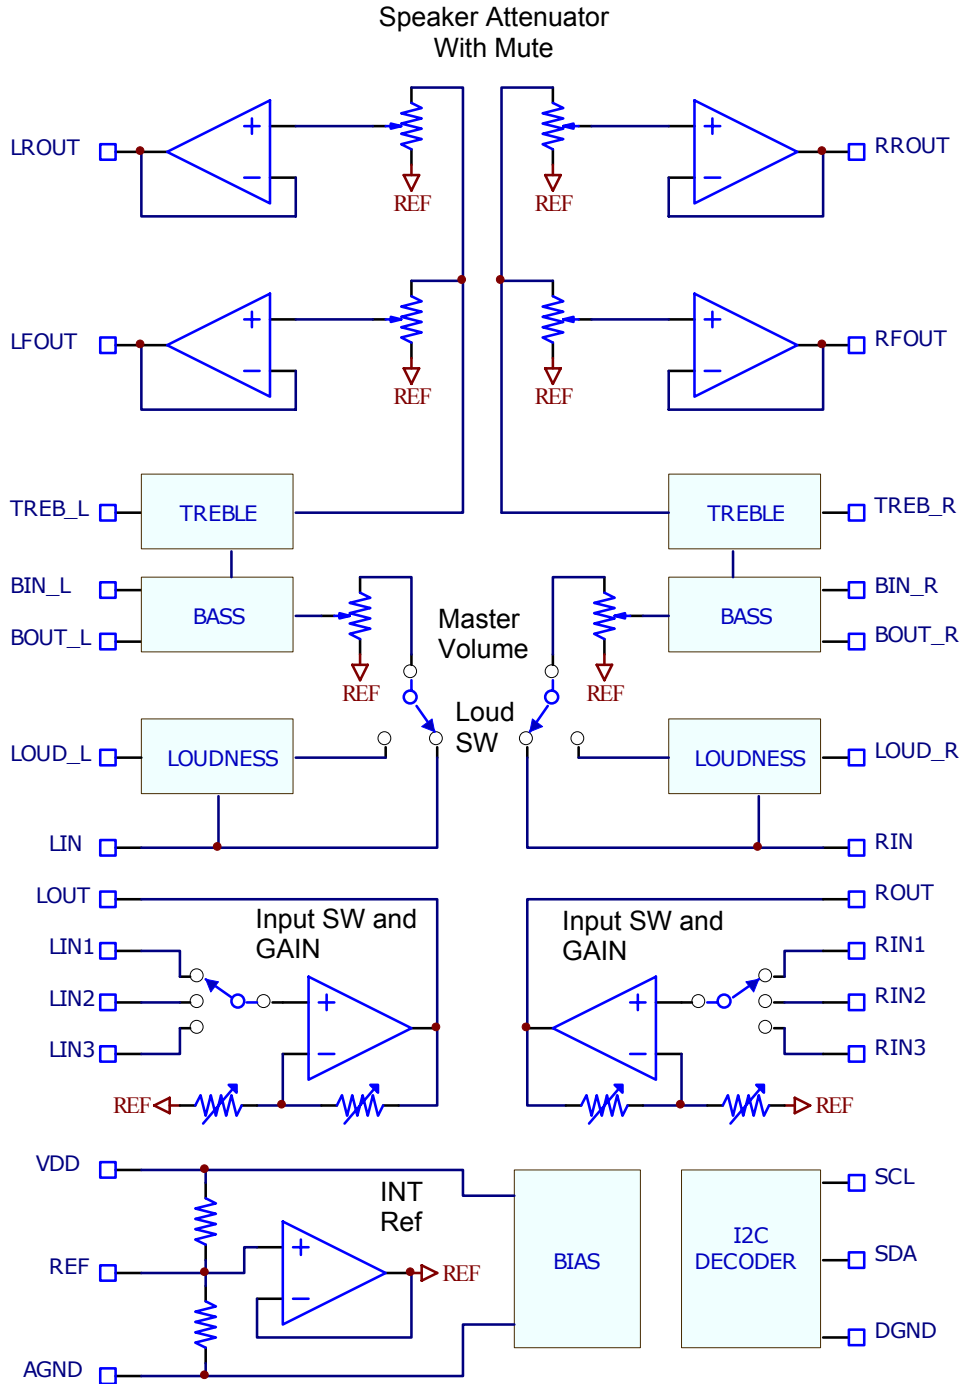 Speaker Attenuator
With Mute
LROUT
+
−
REF
REF
+
−
RROUT
LFOUT
+
−
REF
REF
+
−
RFOUT
TREB_L
TREBLE
TREBLE
TREB_R
BIN_L
BOUT_L
BASS
REF
Master
Volume
REF
BASS
BIN_R
BOUT_R
LOUD_L
LOUDNESS
Loud
SW
LOUDNESS
LOUD_R
LIN
RIN
LOUT
ROUT
Input SW and
GAIN
Input SW and
GAIN
LIN1
LIN2
LIN3
+
−
+
−
RIN1
RIN2
RIN3
REF
REF
VDD
REF
AGND
INT
Ref
+
−
REF
BIAS
I2C
DECODER
SCL
SDA
DGND